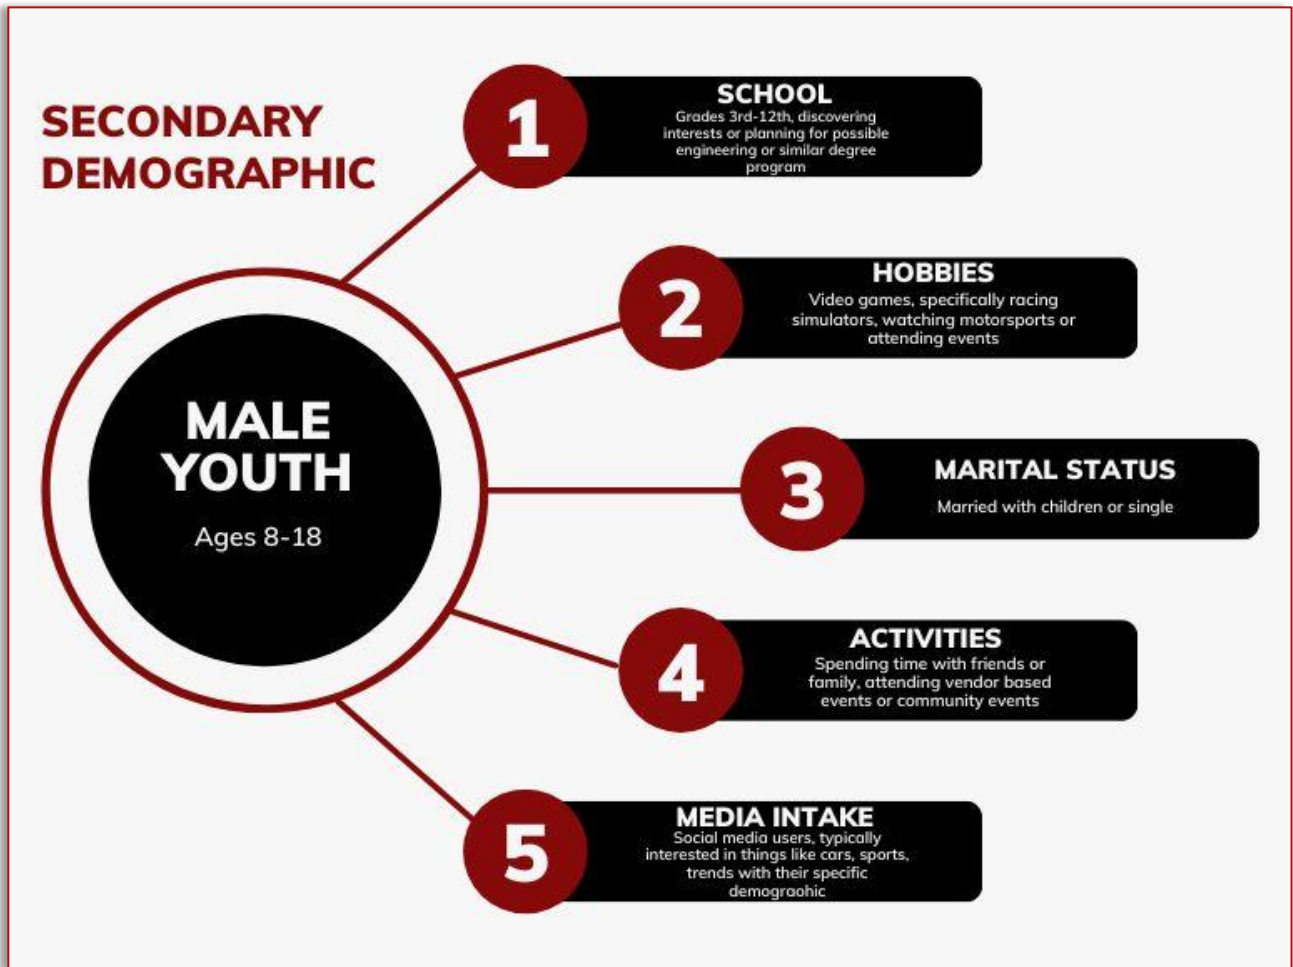 SECONDARY
DEMOGRAPHIC
MALE
YOUTH
Ages 8-18
1
SCHOOL
Grades 3rd-12th, discovering
interests or planning for possible
engineering or similar degree
program
2
HOBBIES
Video games, specifically racing
simulators, watching motorsports or
attending events
3
MARITAL STATUS
Married with children or single
4
ACTIVITIES
Spending time with friends or
family, attending vendor based
events or community events
5
MEDIA INTAKE
Social media users, typically
interested in things like cars, sports,
trends with their specific
demograohic